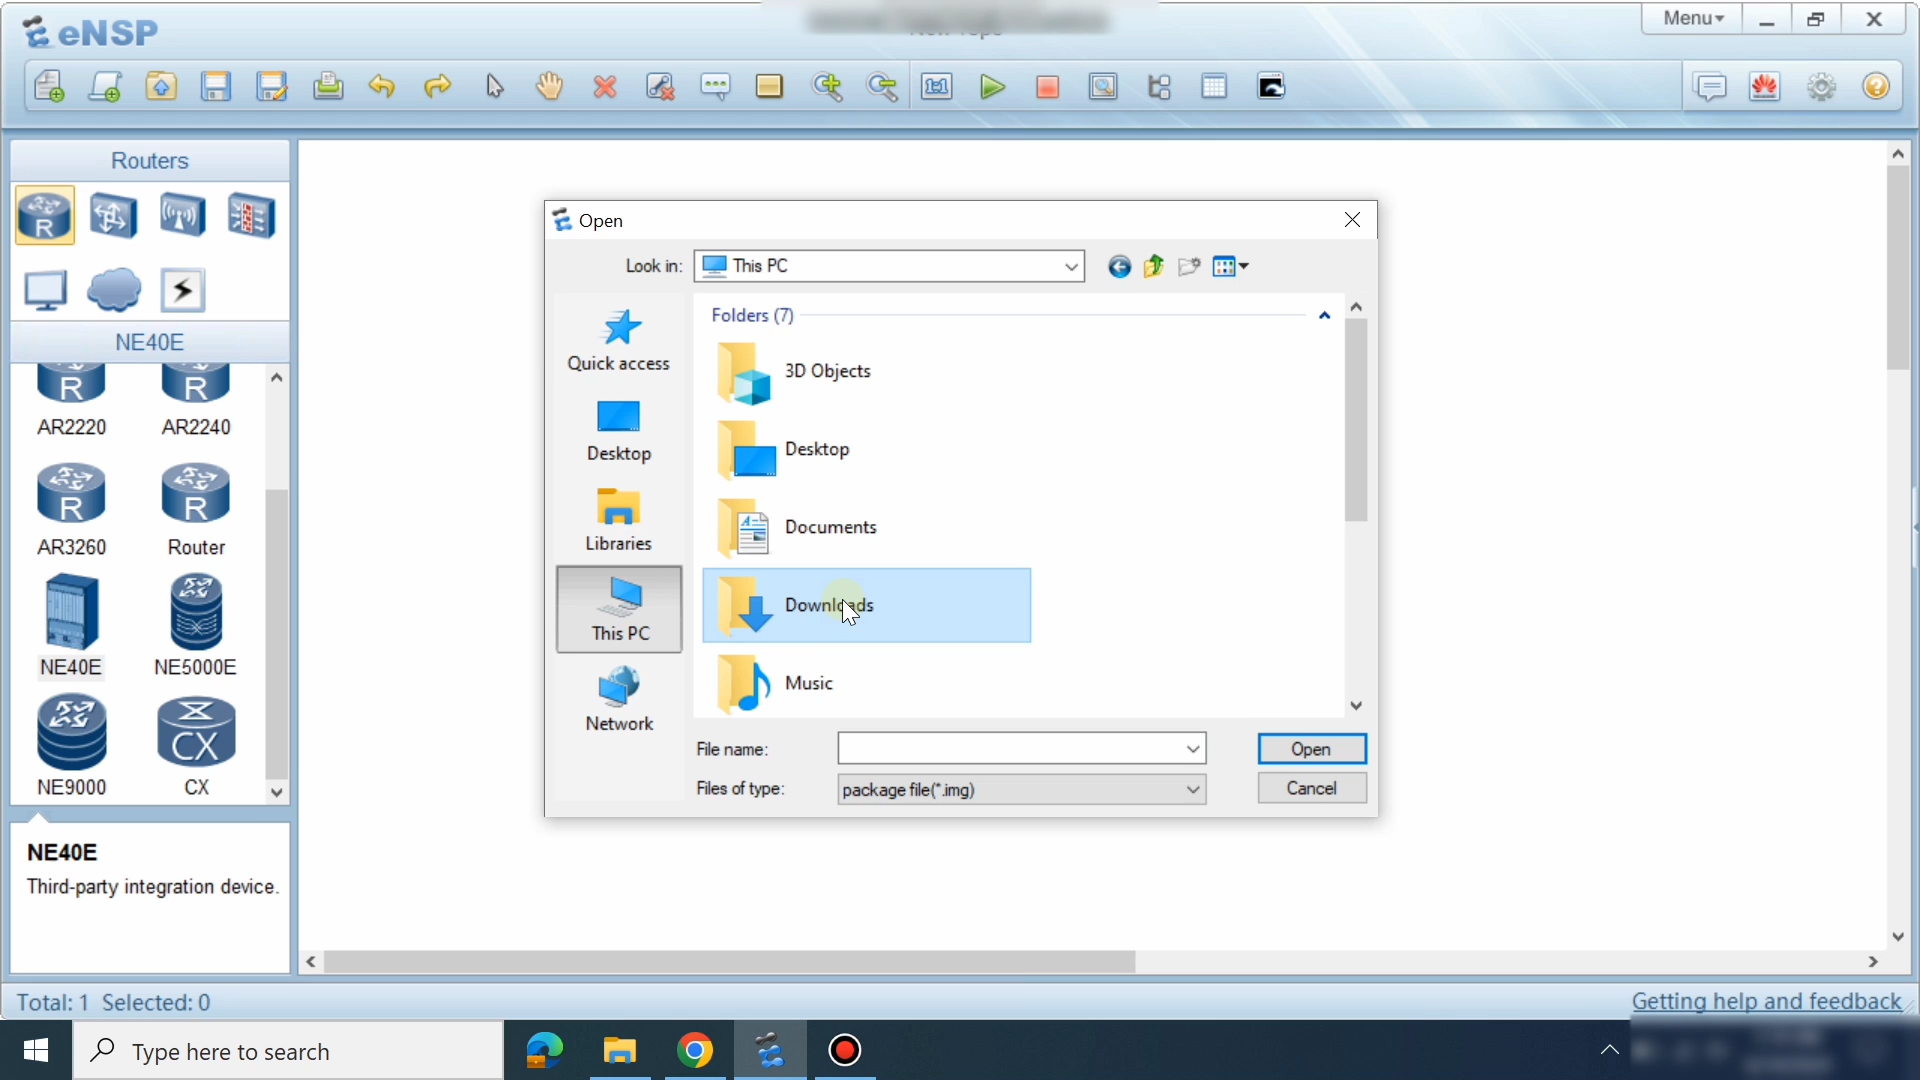 eNSP
Menu
Routers
R
NE40E
R
R
AR2220
AR2240
R
R
AR3260
Router
NE40E
NE5000E
CX
NE9000
CX
NE40E
Third-party integration device.
Open
Look in:
This PC
Quick access
Desktop
Libraries
This PC
Network
Folders (7)
3D Objects
Desktop
Documents
Downloads
Music
File name:
Open
Files of type:
package file(*.img)
Cancel
Total: 1 Selected: 0
Getting help and feedback
Type here to search